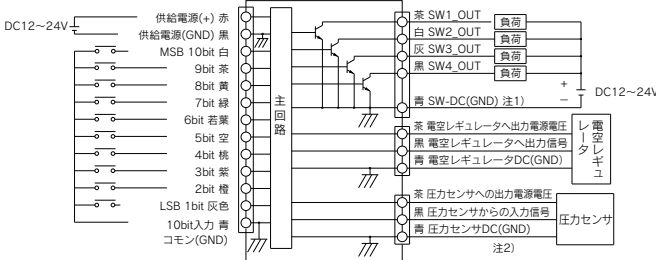 DC12~24V
供給電源(+) 赤
供給電源(GND) 黒
MSB 10bit 白
9bit 茶
8bit 黄
7bit 緑
6bit 若葉
5bit 空
4bit 桃
3bit 紫
2bit 橙
LSB 1bit 灰色
10bit入力 青
コモン(GND)
主回路
茶 SW1_OUT
負荷
白 SW2_OUT
負荷
灰 SW3_OUT
負荷
黒 SW4_OUT
負荷
+
−
DC12~24V
青 SW-DC(GND) 注1)
茶 電空レギュレータへ出力電源電圧
黒 電空レギュレータへ出力信号
青 電空レギュレータDC(GND)
電空レギュレータ
茶 圧力センサへの出力電源電圧
黒 圧力センサからの入力信号
青 圧力センサDC(GND)
圧力センサ
注2)